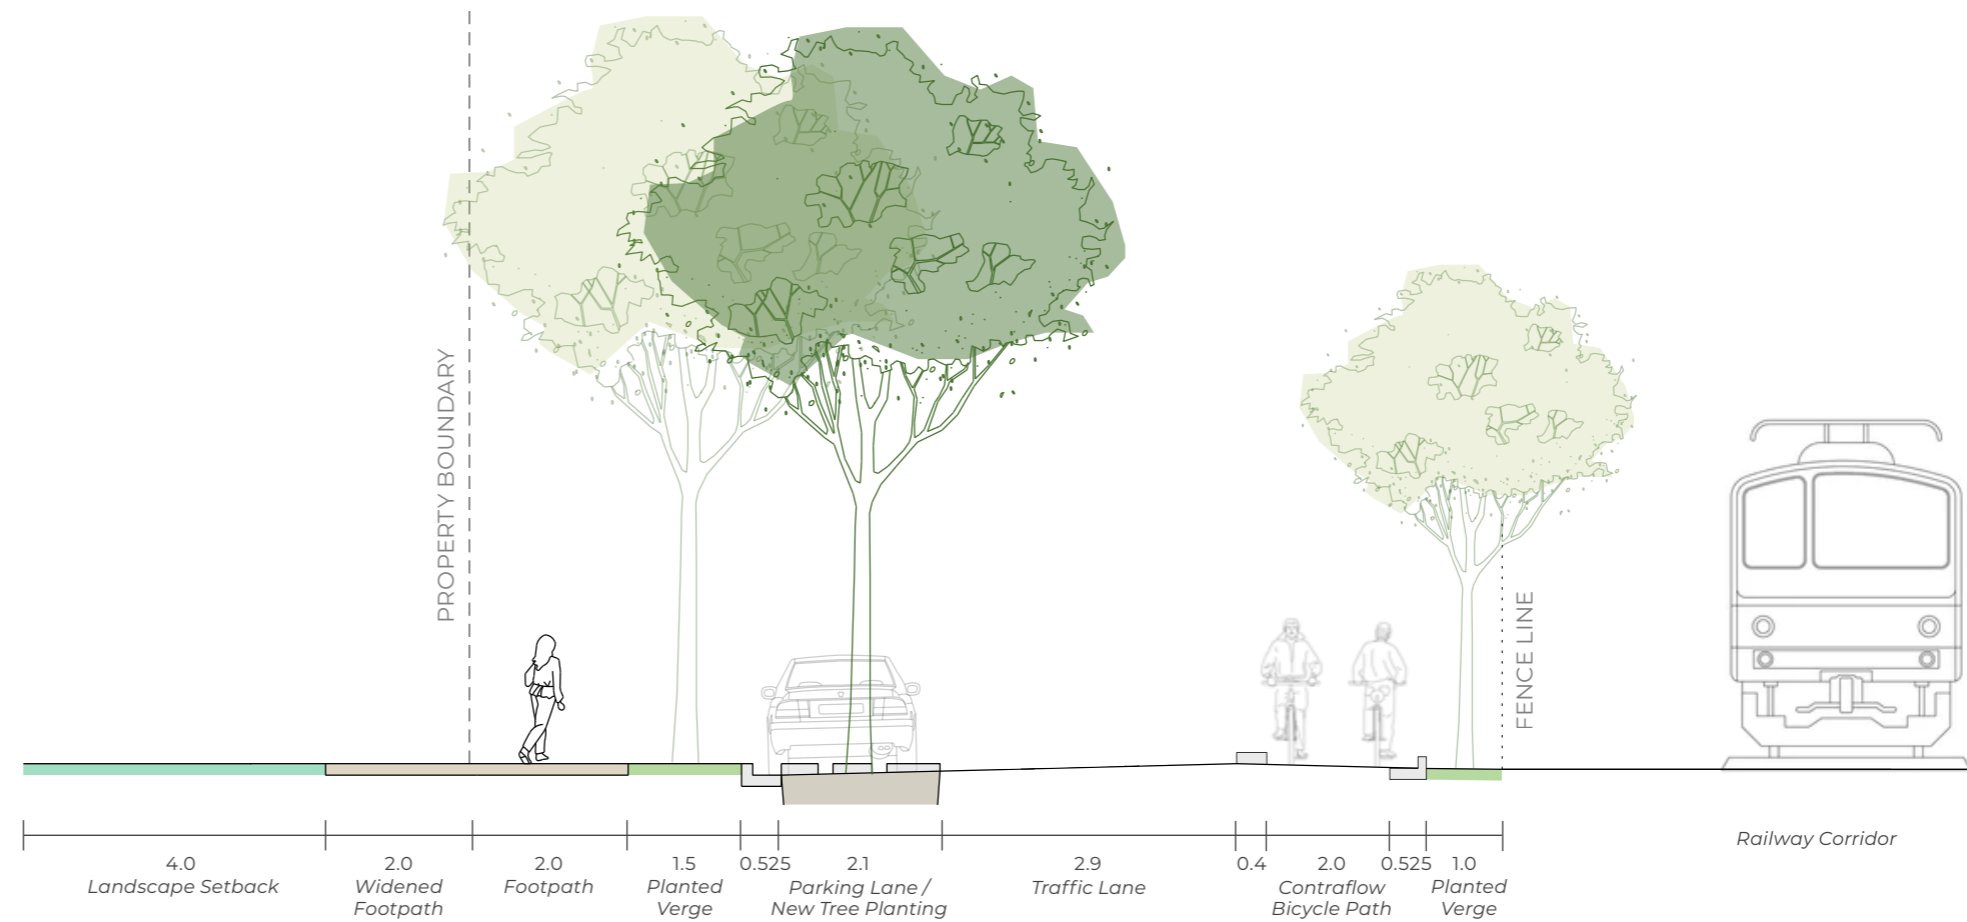 PROPERTY BOUNDARY
FENCE LINE
4.0
Landscape Setback
2.0
Widened
Footpath
2.0
Footpath
1.5
Planted
Verge
0.525
2.1
Parking Lane /
New Tree Planting
2.9
Traffic Lane
0.4
2.0
Contraflow
Bicycle Path
0.525
1.0
Planted
Verge
Railway Corridor